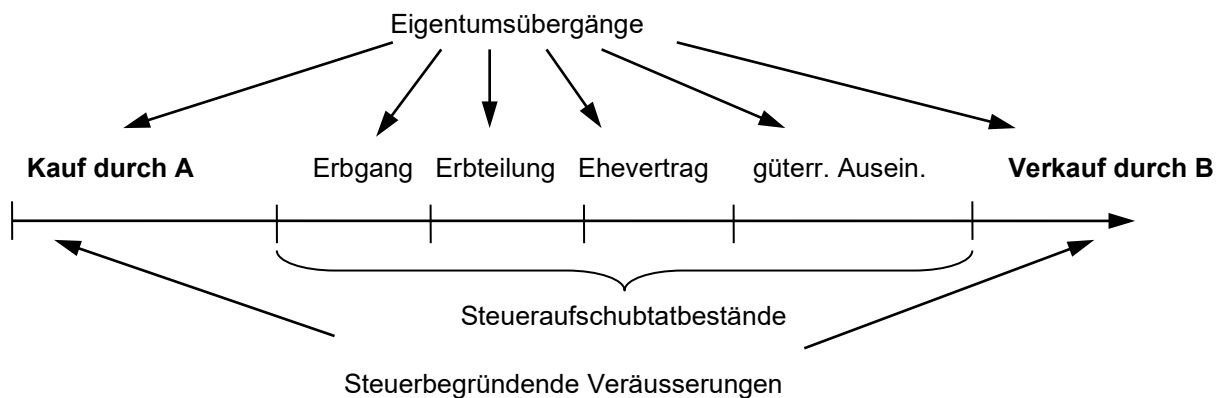 Eigentumsübergänge
Kauf durch A Erbgang Erbteilung Ehevertrag güterr. Ausein. Verkauf durch B
Steueraufschubtatbestände
Steuerbegründende Veräusserungen